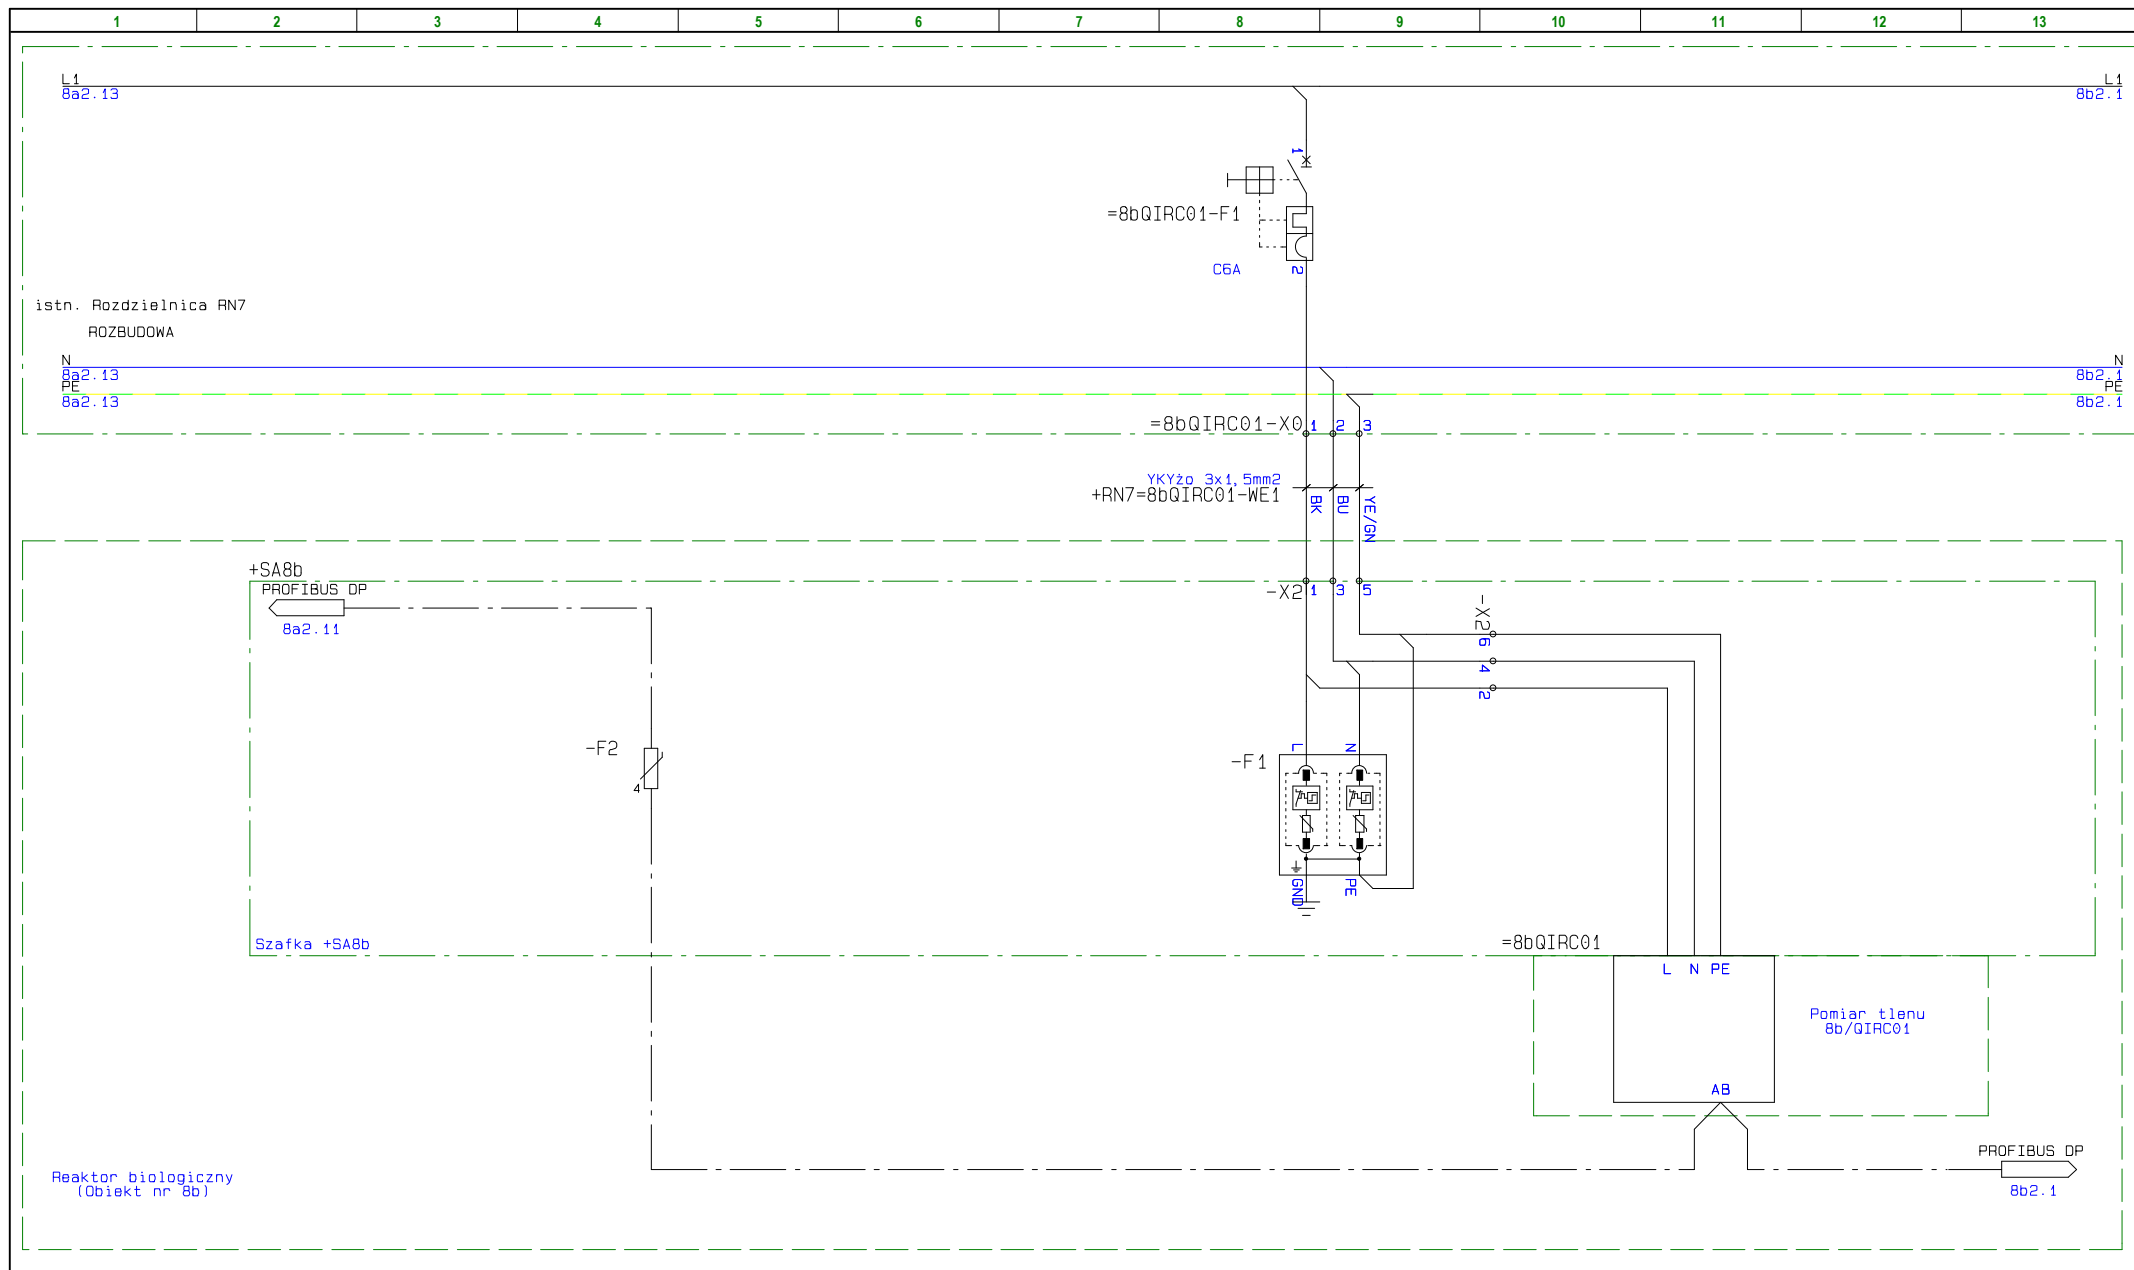 1 2 3 4 5 6 7 8 9 10 11 12 13
L1 L1
8a2.13 8b2.1
1
=8bQIRC01-F1
C6A 2
istn. Rozdzielnica RN7
ROZBUDOWA
N N
8a2.13 8b2.1
PE PE
8a2.13 8b2.1
=8bQIRC01-X0 1 2 3
YKYżo 3x1,5mm2
+RN7=8bQIRC01-WE1
BK BU YE/GN
+SA8b
PROFIBUS DP
8a2.11
-X2 1 3 5
-X2
6
4
2
-F2
4
-F1
L N
GND PE
Szafka +SA8b
=8bQIRC01
L N PE
Pomiar tlenu
8b/QIRC01
AB
PROFIBUS DP
8b2.1
Reaktor biologiczny
(Obiekt nr 8b)